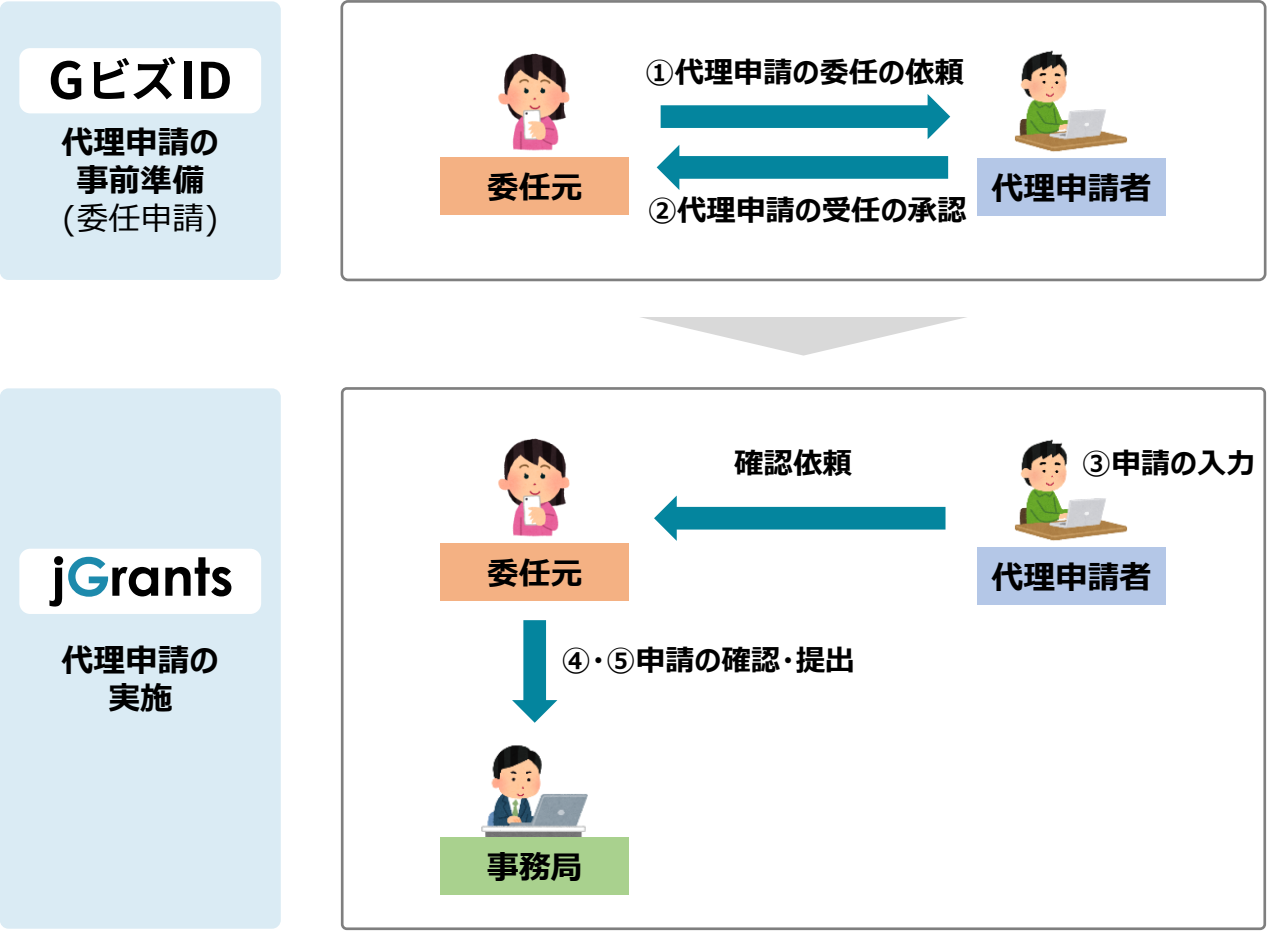 GビズID
代理申請の
事前準備
(委任申請)
①代理申請の委任の依頼
委任元
代理申請者
②代理申請の受任の承認
jGrants
代理申請の
実施
確認依頼
③申請の入力
委任元
代理申請者
④・⑤申請の確認・提出
事務局